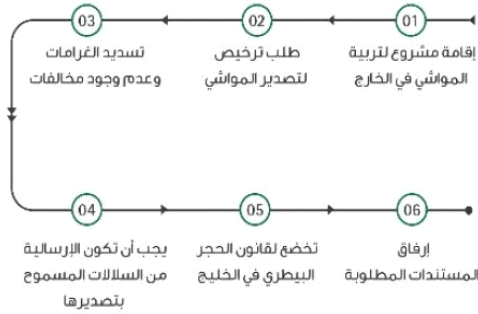 01
إقامة مشروع لتربية
المواشي في الخارج
02
طلب ترخيص
لتصدير المواشي
03
تسديد الغرامات
وعدم وجود مخالفات
04
يجب أن تكون الإرسالية
من السلالات المسموح
بتصديرها
05
تخضع لقانون الحجر
البيطري في الخليج
06
إرفاق
المستندات المطلوبة